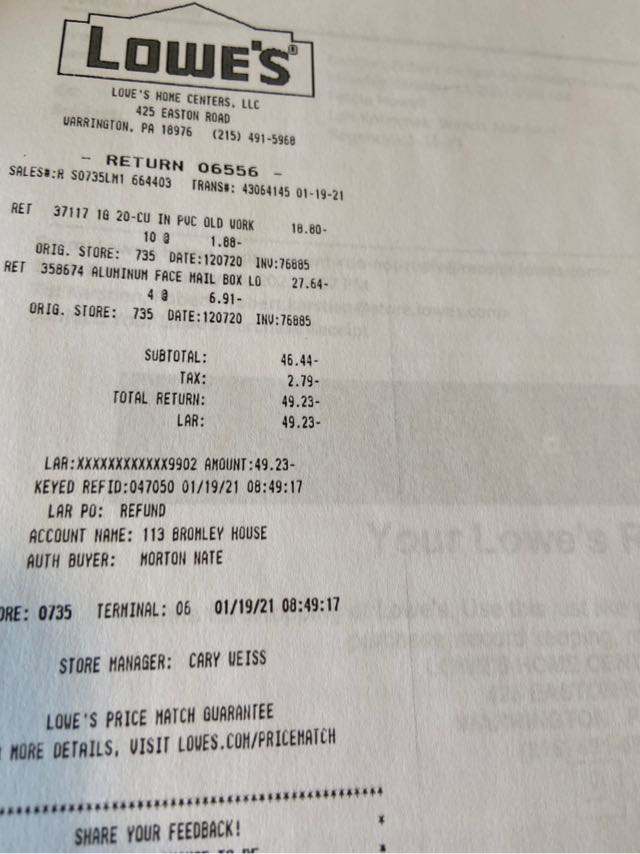 LOWE'S®
LOWE'S HOME CENTERS, LLC
425 EASTON ROAD
WARRINGTON, PA 18976 (215) 491-5968
- RETURN 06556 -
SALES#:R S0735LM1 664403 TRANS#: 43064145 01-19-21
RET 37117 1G 20-CU IN PVC OLD WORK 18.80-
10 @ 1.88-
ORIG. STORE: 735 DATE:120720 INV:76885
RET 358674 ALUMINUM FACE MAIL BOX LO 27.64-
4 @ 6.91-
ORIG. STORE: 735 DATE:120720 INV:76885
SUBTOTAL: 46.44-
TAX: 2.79-
TOTAL RETURN: 49.23-
LAR: 49.23-
LAR:XXXXXXXXXXXX9902 AMOUNT:49.23-
KEYED REFID:047050 01/19/21 08:49:17
LAR PO: REFUND
ACCOUNT NAME: 113 BROMLEY HOUSE
AUTH BUYER: MORTON NATE
ORE: 0735 TERMINAL: 06 01/19/21 08:49:17
STORE MANAGER: CARY WEISS
LOWE'S PRICE MATCH GUARANTEE
MORE DETAILS, VISIT LOWES.COM/PRICEMATCH
SHARE YOUR FEEDBACK!
Your Lowe's R